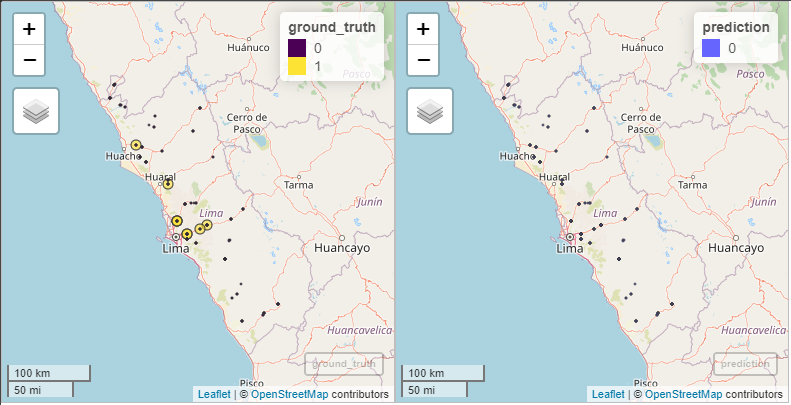 +
−
ground_truth
0
1
Huánuco
Pasco
Cerro de
Pasco
Huacho
Huaral
Tarma
Junín
Lima
Lima
Huancayo
Huancavelica
100 km
50 mi
ground_truth
Pisco
Leaflet | © OpenStreetMap contributors
+
−
prediction
0
Huánuco
Pasco
Cerro de
Pasco
Huacho
Huaral
Tarma
Junín
Lima
Lima
Huancayo
Huancavelica
100 km
50 mi
prediction
Pisco
Leaflet | © OpenStreetMap contributors